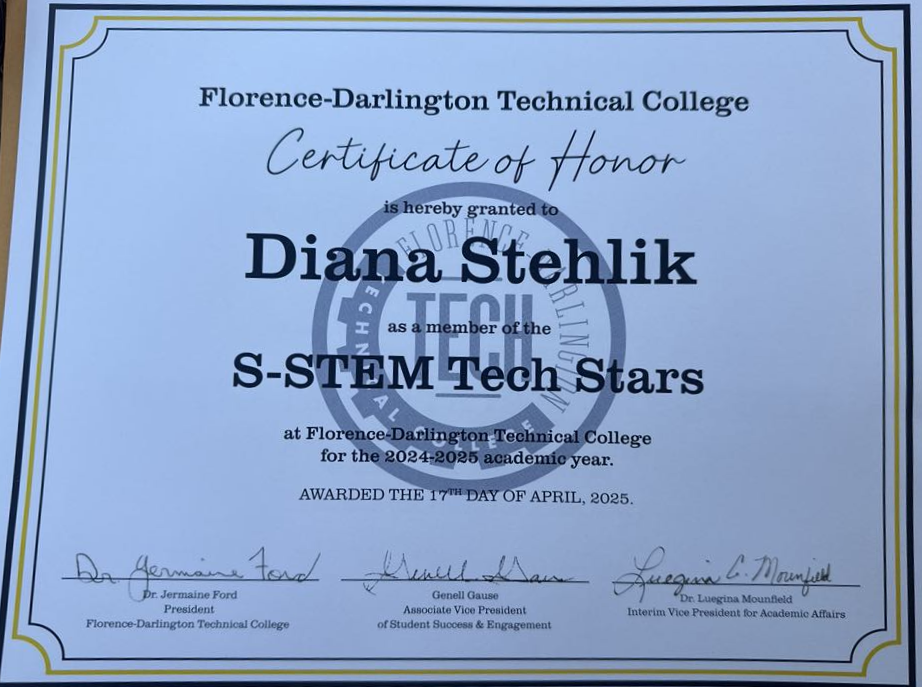 Florence-Darlington Technical College
Certificate of Honor
is hereby granted to
Diana Stehlik
as a member of the
S-STEM Tech Stars
at Florence-Darlington Technical College
for the 2024-2025 academic year.
AWARDED THE 17TH DAY OF APRIL, 2025.
FLORENCE-DARLINGTON
TECH
TECHNICAL COLLEGE
Dr. Jermaine Ford
Dr. Jermaine Ford
President
Florence-Darlington Technical College
Genell Gause
Genell Gause
Associate Vice President
of Student Success & Engagement
Luegina C. Mounfield
Dr. Luegina Mounfield
Interim Vice President for Academic Affairs